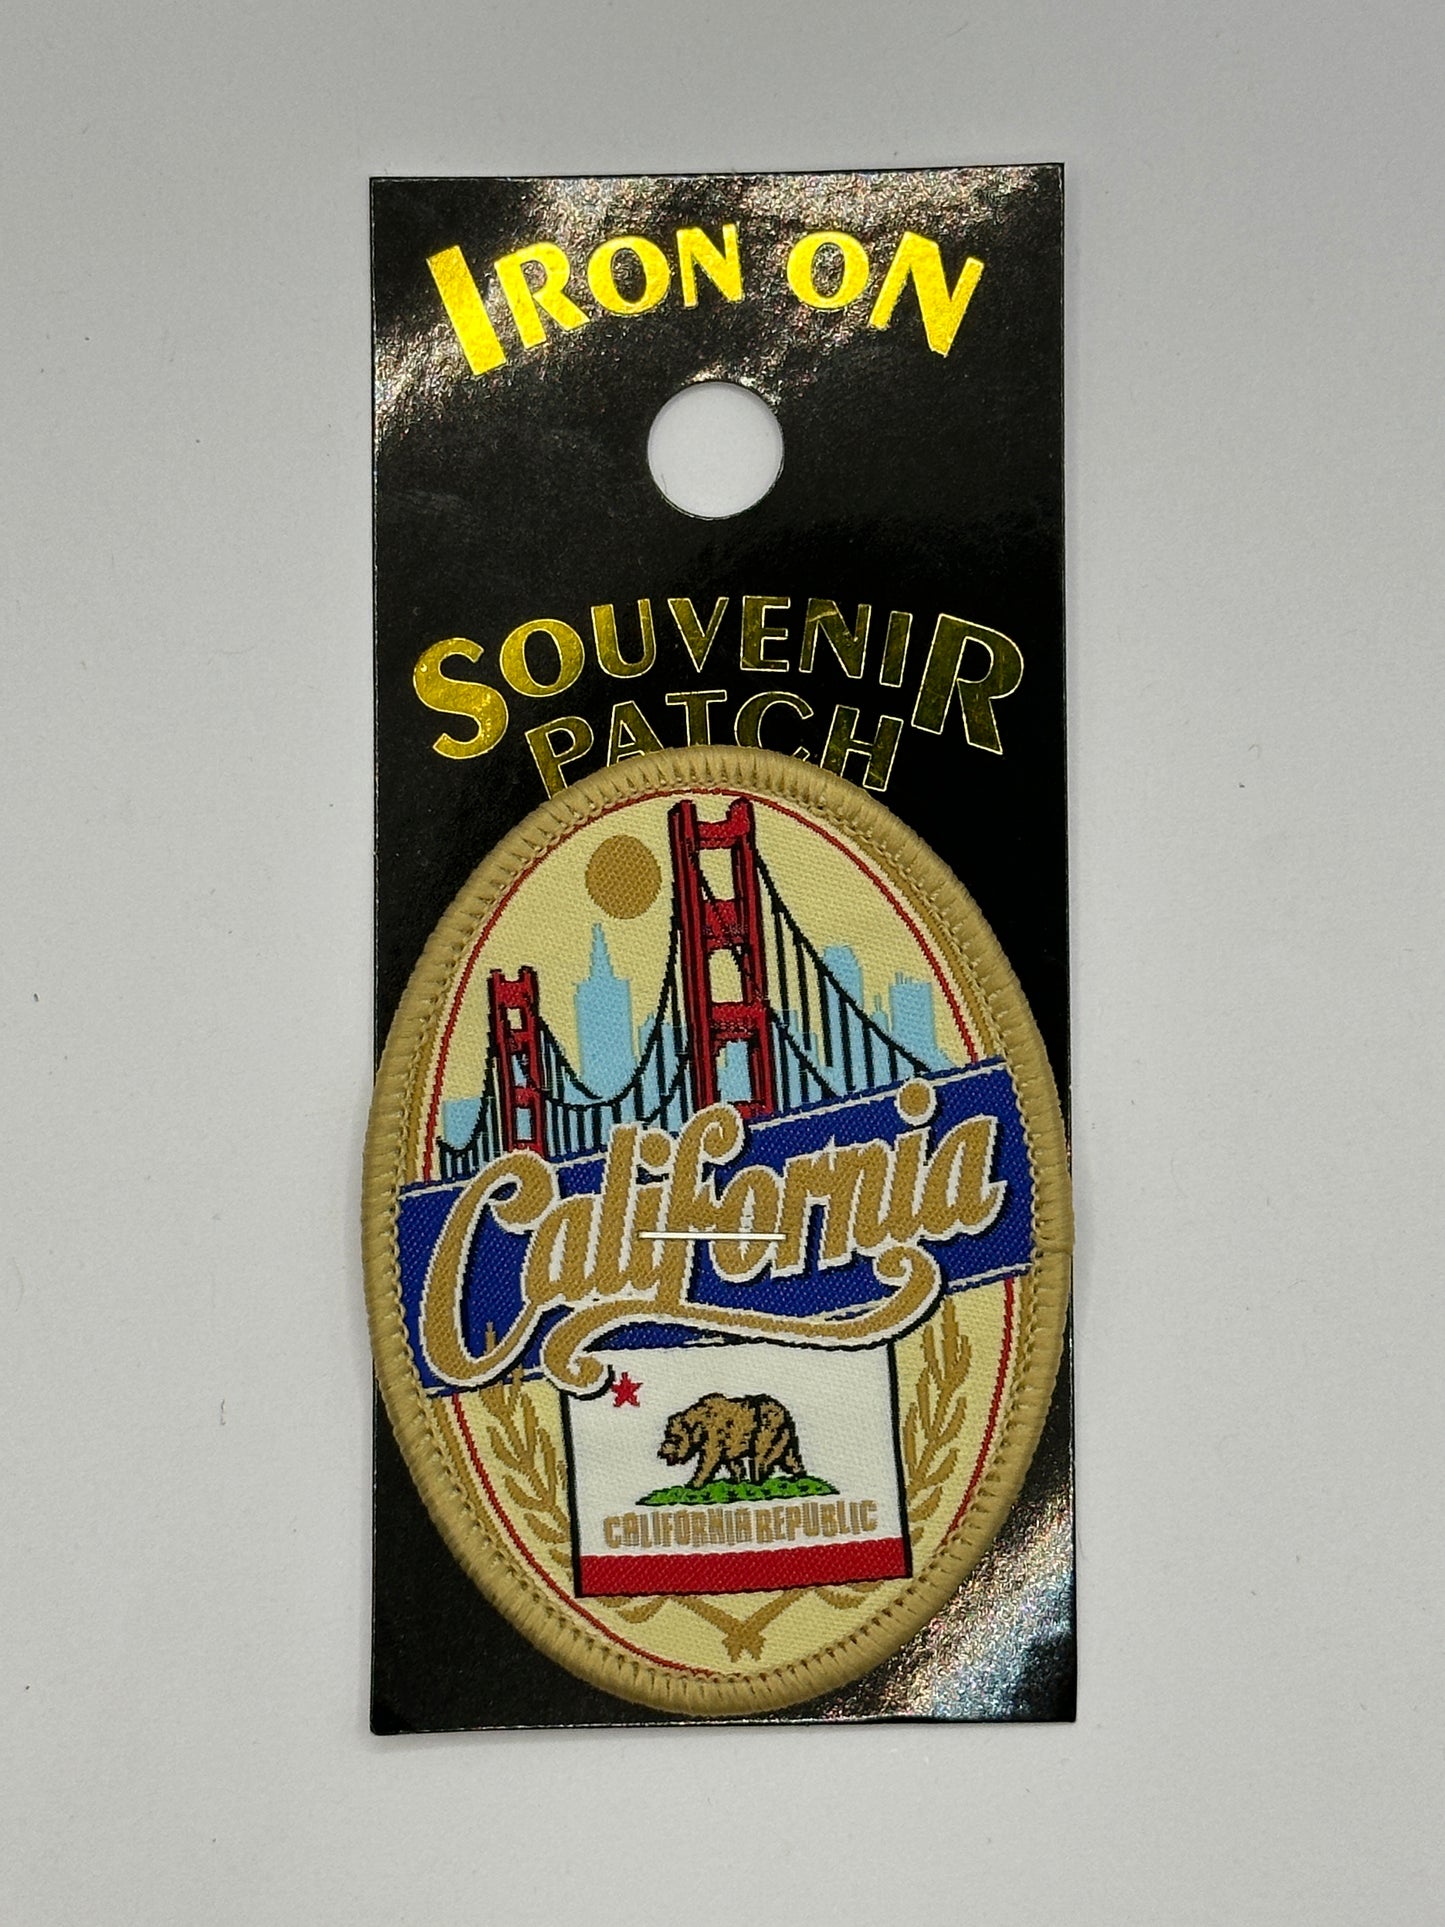 IRON ON
SOUVENIR
PATCH
California
CALIFORNIA REPUBLIC